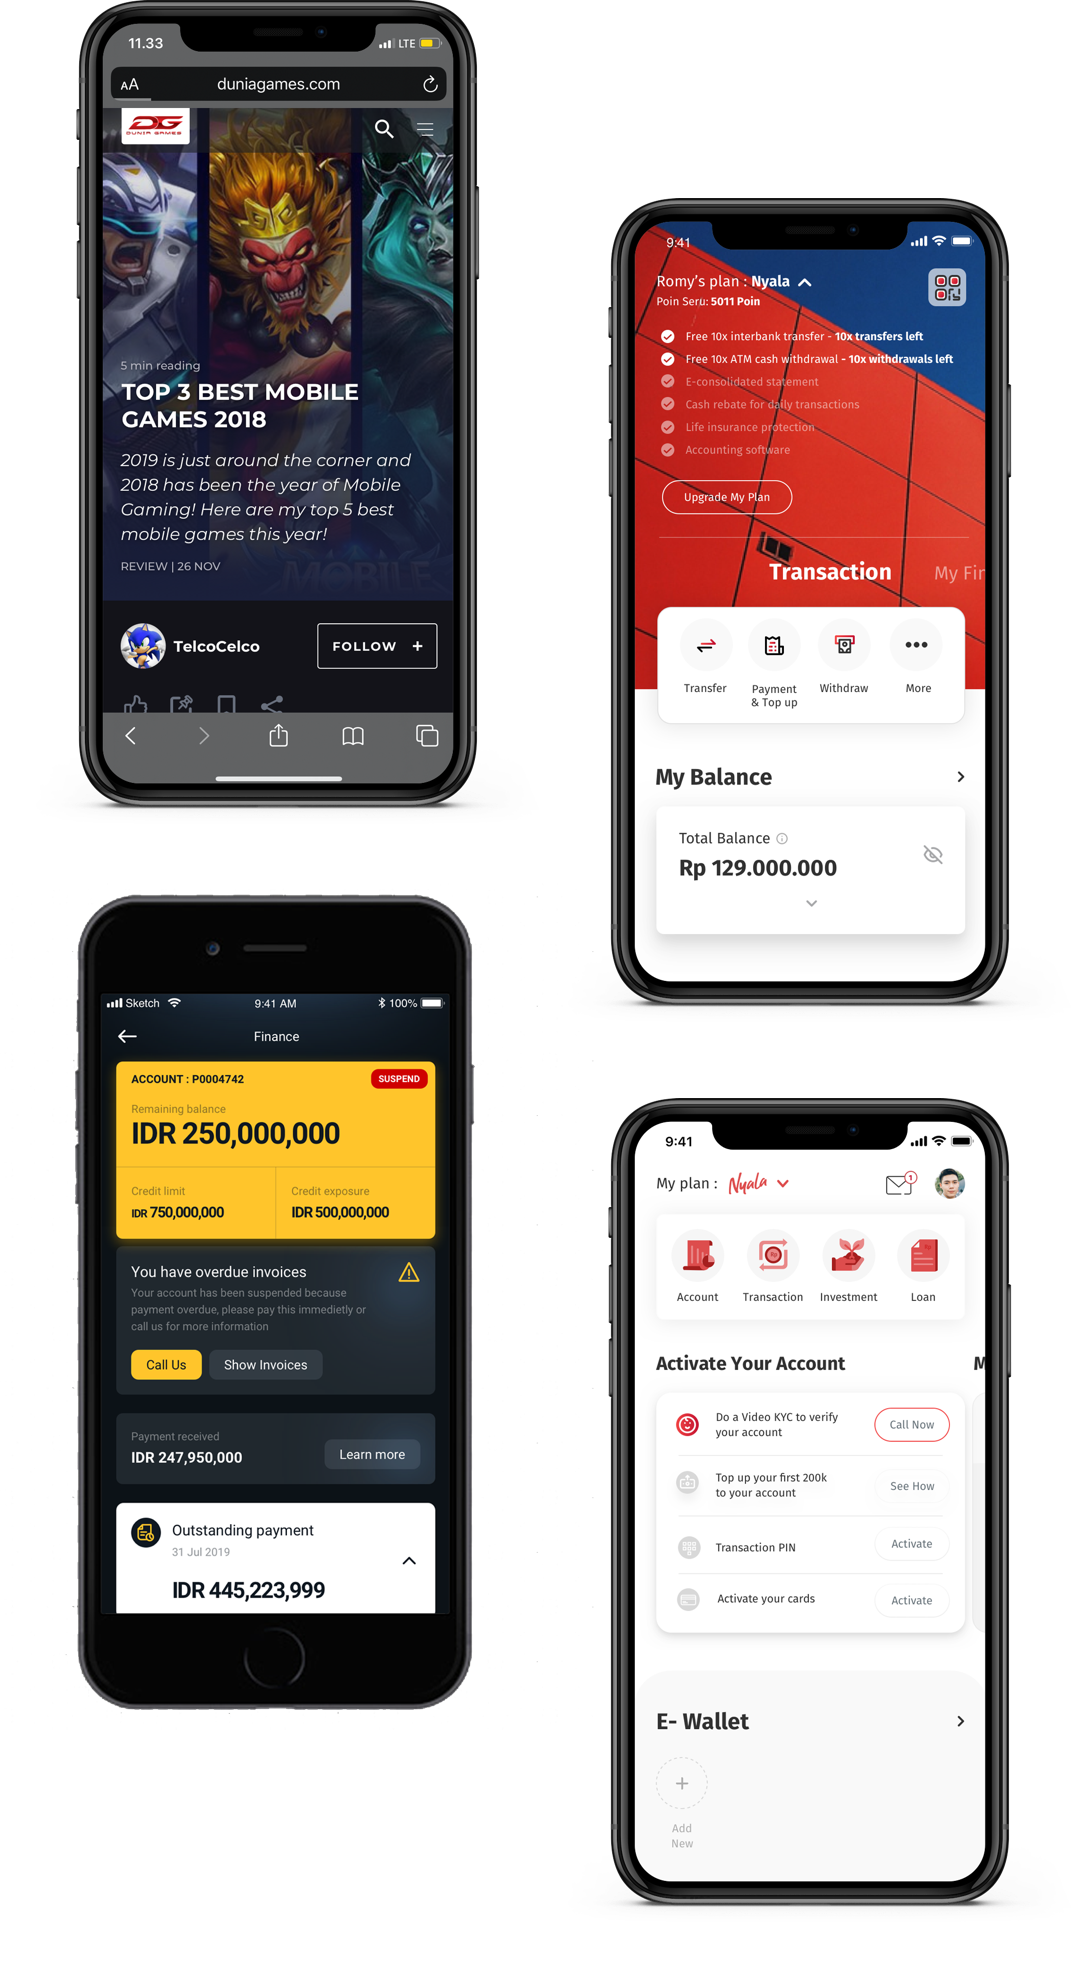 11.33
LTE
AA
duniagames.com
DG
DUNIA GAMES
5 min reading
TOP 3 BEST MOBILE
GAMES 2018
2019 is just around the corner and
2018 has been the year of Mobile
Gaming! Here are my top 5 best
mobile games this year!
MOBILE
REVIEW | 26 NOV
TelcoCelco
FOLLOW +
9:41
Romy's plan : Nyala
Poin Seru: 5011 Poin
Free 10x interbank transfer - 10x transfers left
Free 10x ATM cash withdrawal - 10x withdrawals left
E-consolidated statement
Cash rebate for daily transactions
Life insurance protection
Accounting software
Upgrade My Plan
Transaction
My Fin
Transfer
Payment
& Top up
Withdraw
More
My Balance
Total Balance
Rp 129.000.000
Sketch
9:41 AM
100%
Finance
ACCOUNT : P0004742
SUSPEND
Remaining balance
IDR 250,000,000
Credit limit
IDR 750,000,000
Credit exposure
IDR 500,000,000
You have overdue invoices
Your account has been suspended because
payment overdue, please pay this immedietly or
call us for more information
Call Us
Show Invoices
Payment received
IDR 247,950,000
Learn more
Outstanding payment
31 Jul 2019
IDR 445,223,999
9:41
My plan : Nyala
1
Account
Transaction
Investment
Loan
Activate Your Account
M
Do a Video KYC to verify
your account
Call Now
Top up your first 200k
to your account
See How
Transaction PIN
Activate
Activate your cards
Activate
E- Wallet
Add
New